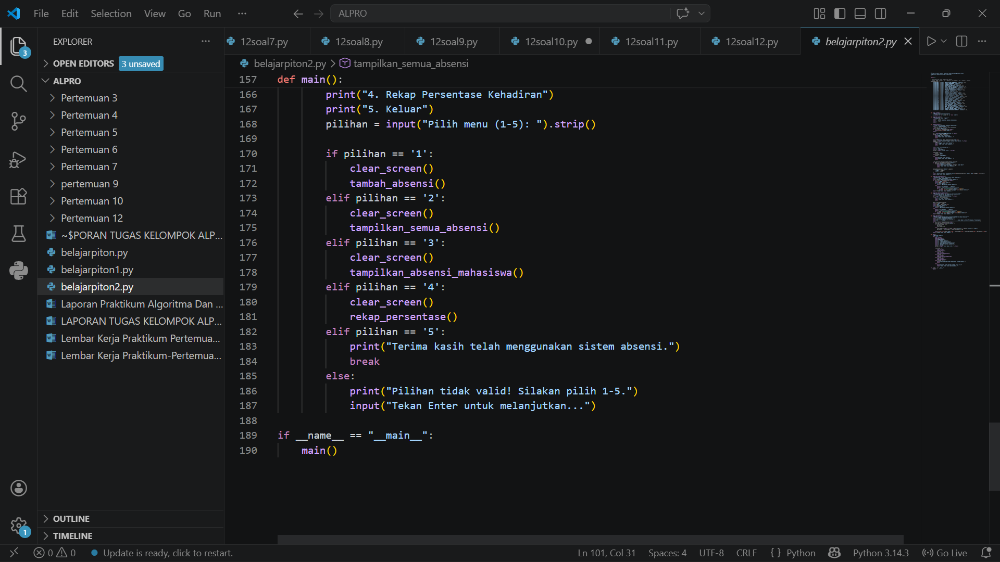 File Edit Selection View Go Run ···
ALPRO
EXPLORER ···
12soal7.py 12soal8.py 12soal9.py 12soal10.py 12soal11.py 12soal12.py belajarpiton2.py
OPEN EDITORS 3 unsaved
ALPRO
Pertemuan 3
Pertemuan 4
Pertemuan 5
Pertemuan 6
Pertemuan 7
pertemuan 9
Pertemuan 10
Pertemuan 12
~$PORAN TUGAS KELOMPOK ALP...
belajarpiton.py
belajarpiton1.py
belajarpiton2.py
Laporan Praktikum Algoritma Dan ...
LAPORAN TUGAS KELOMPOK ALP...
Lembar Kerja Praktikum Pertemua...
Lembar Kerja Praktikum-Pertemua...
OUTLINE
TIMELINE
3
1
belajarpiton2.py > tampilkan_semua_absensi
157 def main():
166 print("4. Rekap Persentase Kehadiran")
167 print("5. Keluar")
168 pilihan = input("Pilih menu (1-5): ").strip()
169
170 if pilihan == '1':
171 clear_screen()
172 tambah_absensi()
173 elif pilihan == '2':
174 clear_screen()
175 tampilkan_semua_absensi()
176 elif pilihan == '3':
177 clear_screen()
178 tampilkan_absensi_mahasiswa()
179 elif pilihan == '4':
180 clear_screen()
181 rekap_persentase()
182 elif pilihan == '5':
183 print("Terima kasih telah menggunakan sistem absensi.")
184 break
185 else:
186 print("Pilihan tidak valid! Silakan pilih 1-5.")
187 input("Tekan Enter untuk melanjutkan...")
188
189 if __name__ == "__main__":
190 main()
0 0 Update is ready, click to restart. Ln 101, Col 31 Spaces: 4 UTF-8 CRLF { } Python Python 3.14.3 Go Live